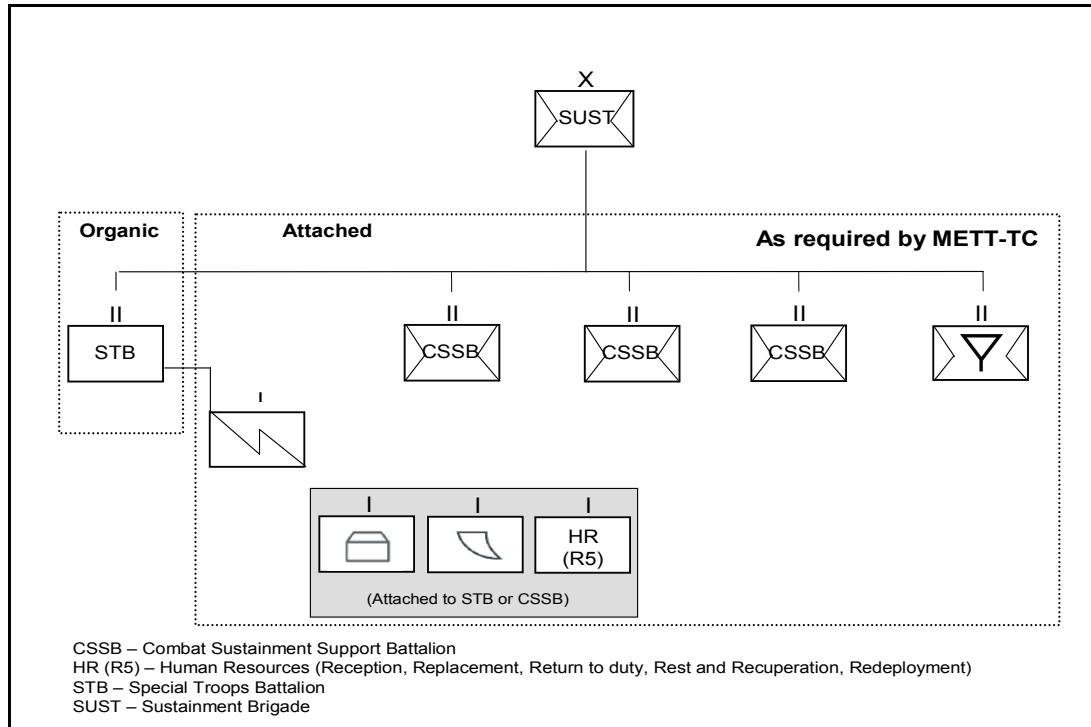 X
SUST
Organic
Attached
As required by METT-TC
II II II II II
STB CSSB CSSB CSSB
I
I I I
HR
(R5)
(Attached to STB or CSSB)
CSSB – Combat Sustainment Support Battalion
HR (R5) – Human Resources (Reception, Replacement, Return to duty, Rest and Recuperation, Redeployment)
STB – Special Troops Battalion
SUST – Sustainment Brigade